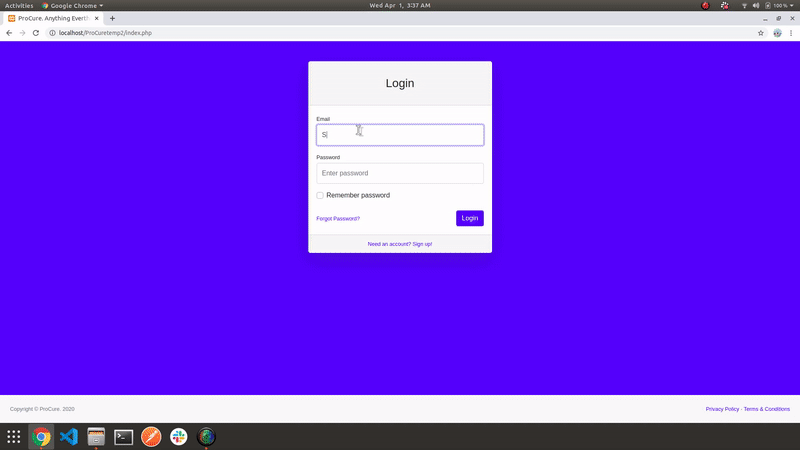 Activities
Google Chrome
Wed Apr 1, 3:37 AM
100 %
ProCure. Anything Everth
localhost/ProCuretemp2/index.php
Login
Email
S
Password
Enter password
Remember password
Forgot Password?
Login
Need an account? Sign up!
Copyright © ProCure. 2020
Privacy Policy · Terms & Conditions